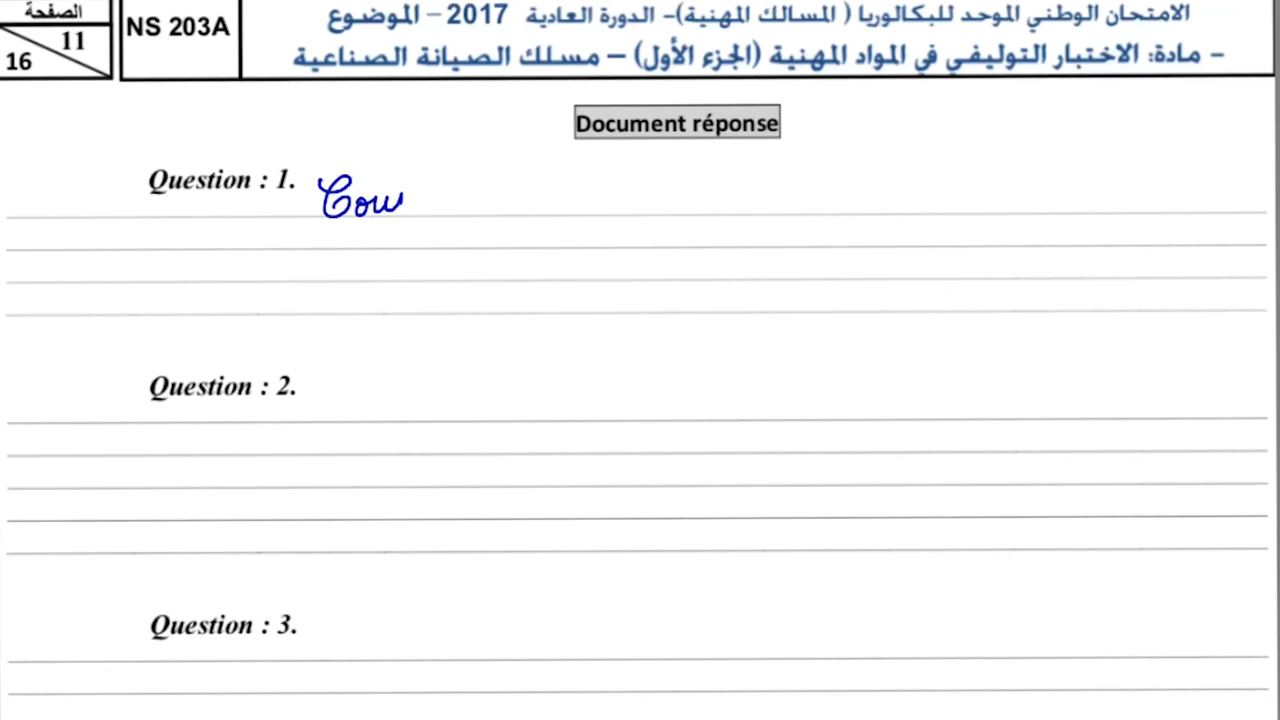 الصفحة
11
16
NS 203A
الامتحان الوطني الموحد للبكالوريا ( المسالك المهنية)- الدورة العادية 2017 – الموضوع
- مادة: الاختبار التوليفي في المواد المهنية (الجزء الأول) – مسلك الصيانة الصناعية
Document réponse
Question : 1.
Question : 2.
Question : 3.